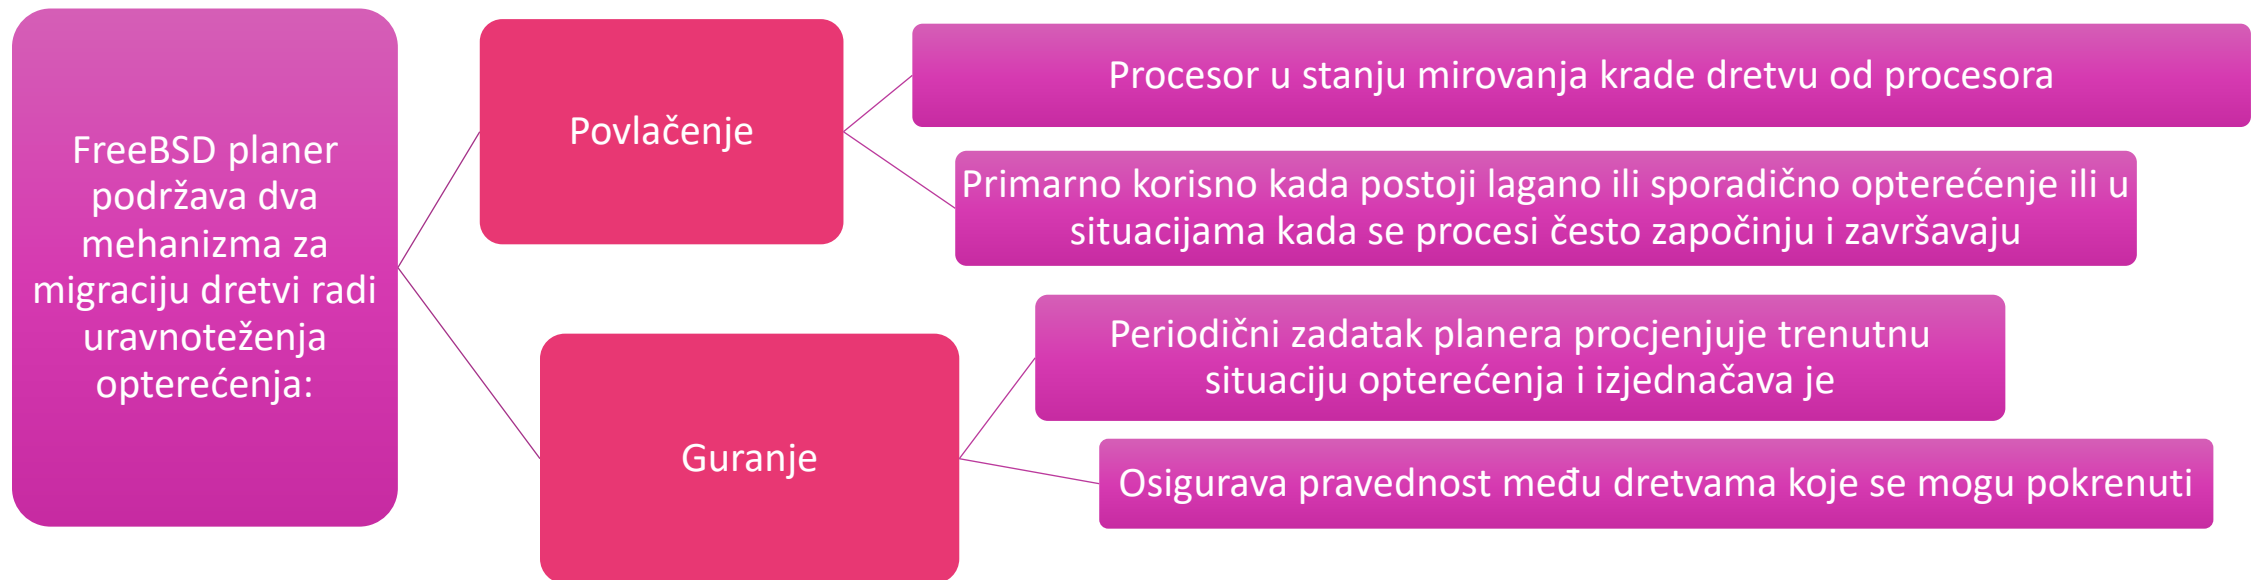 FreeBSD planer
podržava dva
mehanizma za
migraciju dretvi radi
uravnoteženja
opterećenja:
Povlačenje
Procesor u stanju mirovanja krade dretvu od procesora
Primarno korisno kada postoji lagano ili sporadično opterećenje ili u
situacijama kada se procesi često započinju i završavaju
Guranje
Periodični zadatak planera procjenjuje trenutnu
situaciju opterećenja i izjednačava je
Osigurava pravednost među dretvama koje se mogu pokrenuti